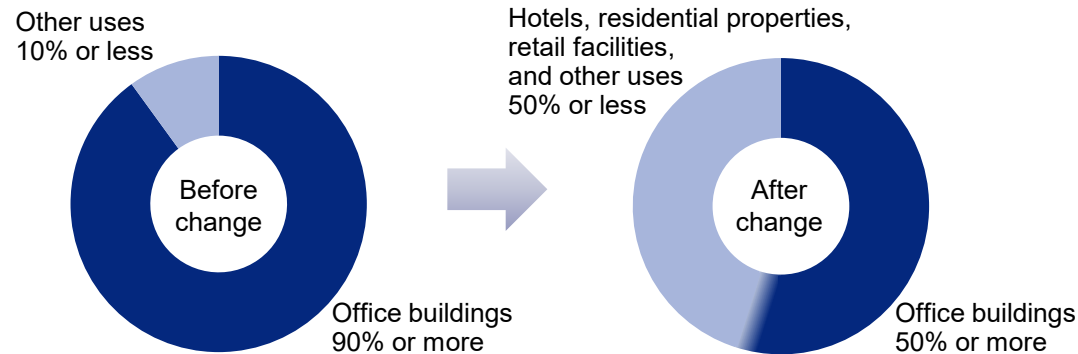 Other uses
10% or less
Before
change
Office buildings
90% or more
Hotels, residential properties,
retail facilities,
and other uses
50% or less
After
change
Office buildings
50% or more